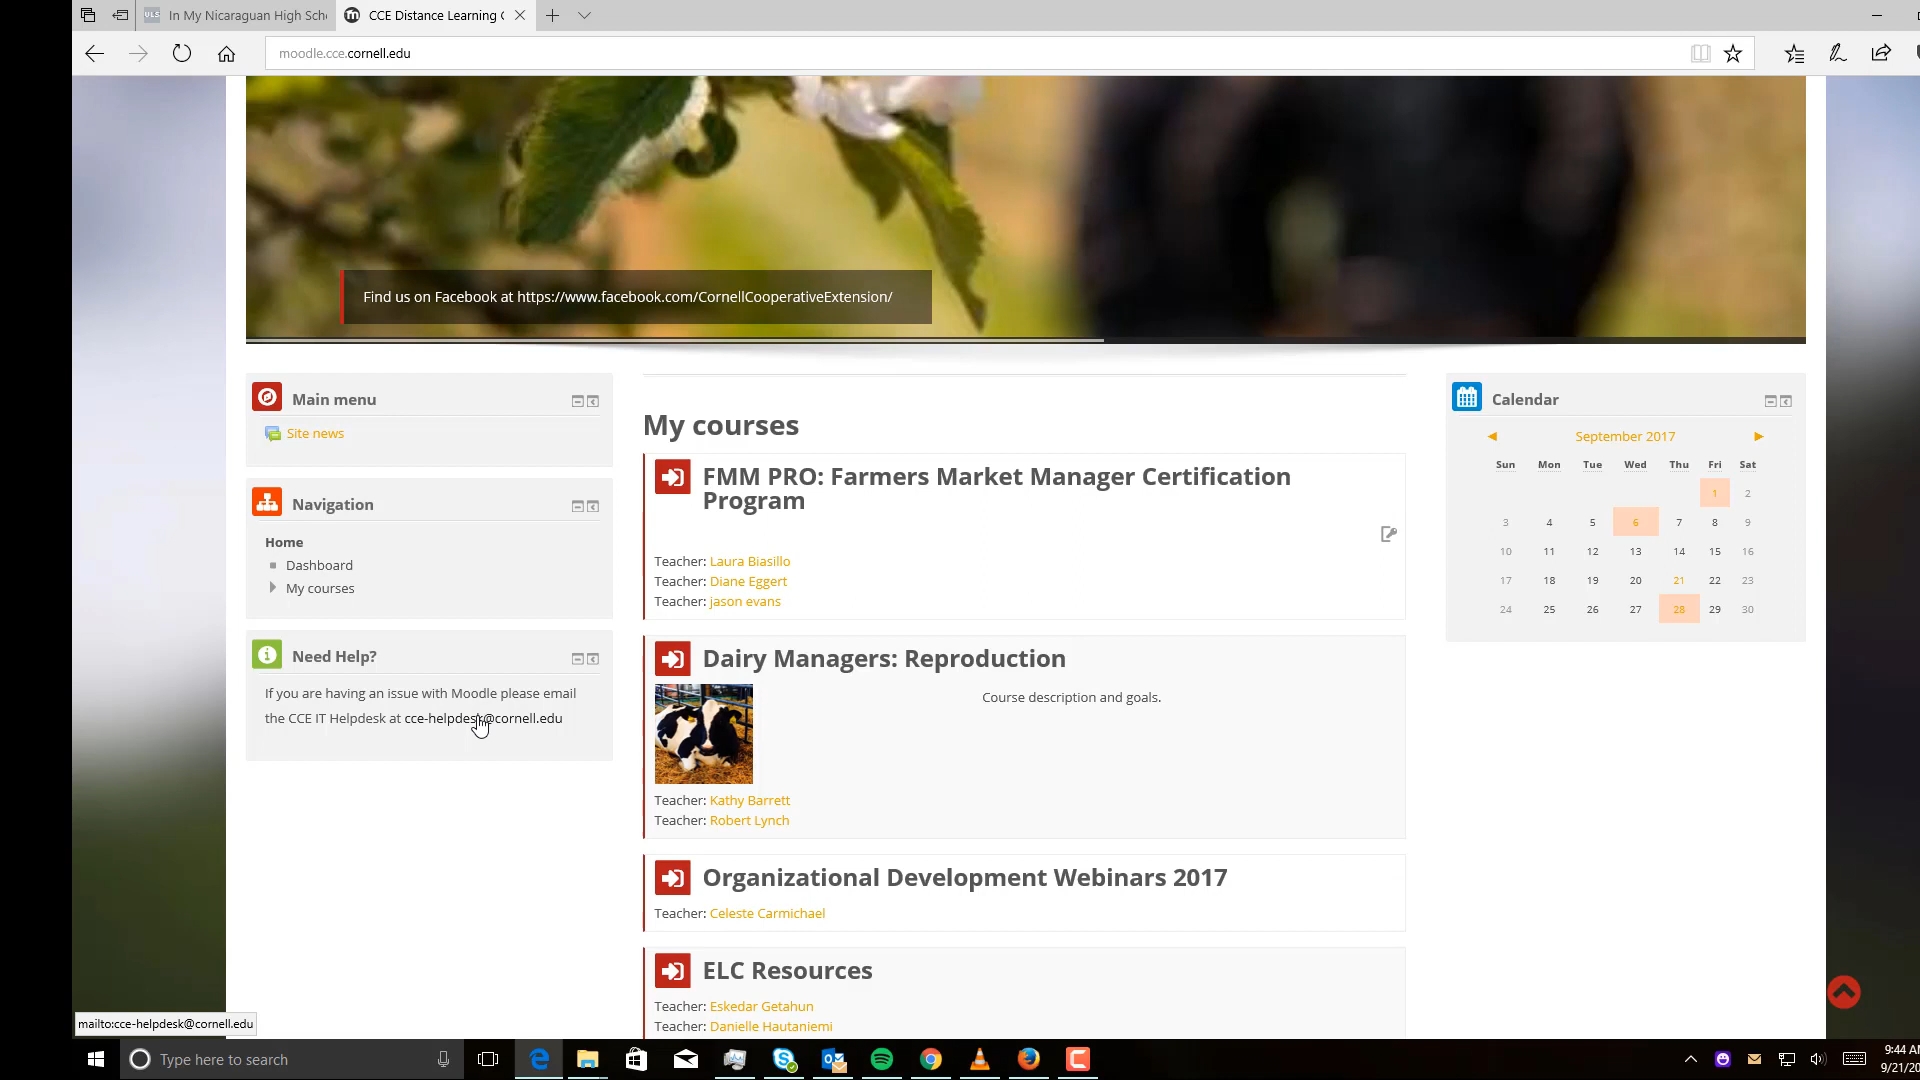 In My Nicaraguan High Sch
CCE Distance Learning
moodle.cce.cornell.edu
Find us on Facebook at https://www.facebook.com/CornellCooperativeExtension/
Main menu
Site news
Navigation
Home
Dashboard
My courses
Need Help?
If you are having an issue with Moodle please email
the CCE IT Helpdesk at cce-helpdesk@cornell.edu
My courses
FMM PRO: Farmers Market Manager Certification
Program
Teacher: Laura Biasillo
Teacher: Diane Eggert
Teacher: jason evans
Dairy Managers: Reproduction
Course description and goals.
Teacher: Kathy Barrett
Teacher: Robert Lynch
Organizational Development Webinars 2017
Teacher: Celeste Carmichael
ELC Resources
Teacher: Eskedar Getahun
Teacher: Danielle Hautaniemi
Calendar
September 2017
Sun Mon Tue Wed Thu Fri Sat
1 2
3 4 5 6 7 8 9
10 11 12 13 14 15 16
17 18 19 20 21 22 23
24 25 26 27 28 29 30
mailto:cce-helpdesk@cornell.edu
Type here to search
9:44 A
9/21/20